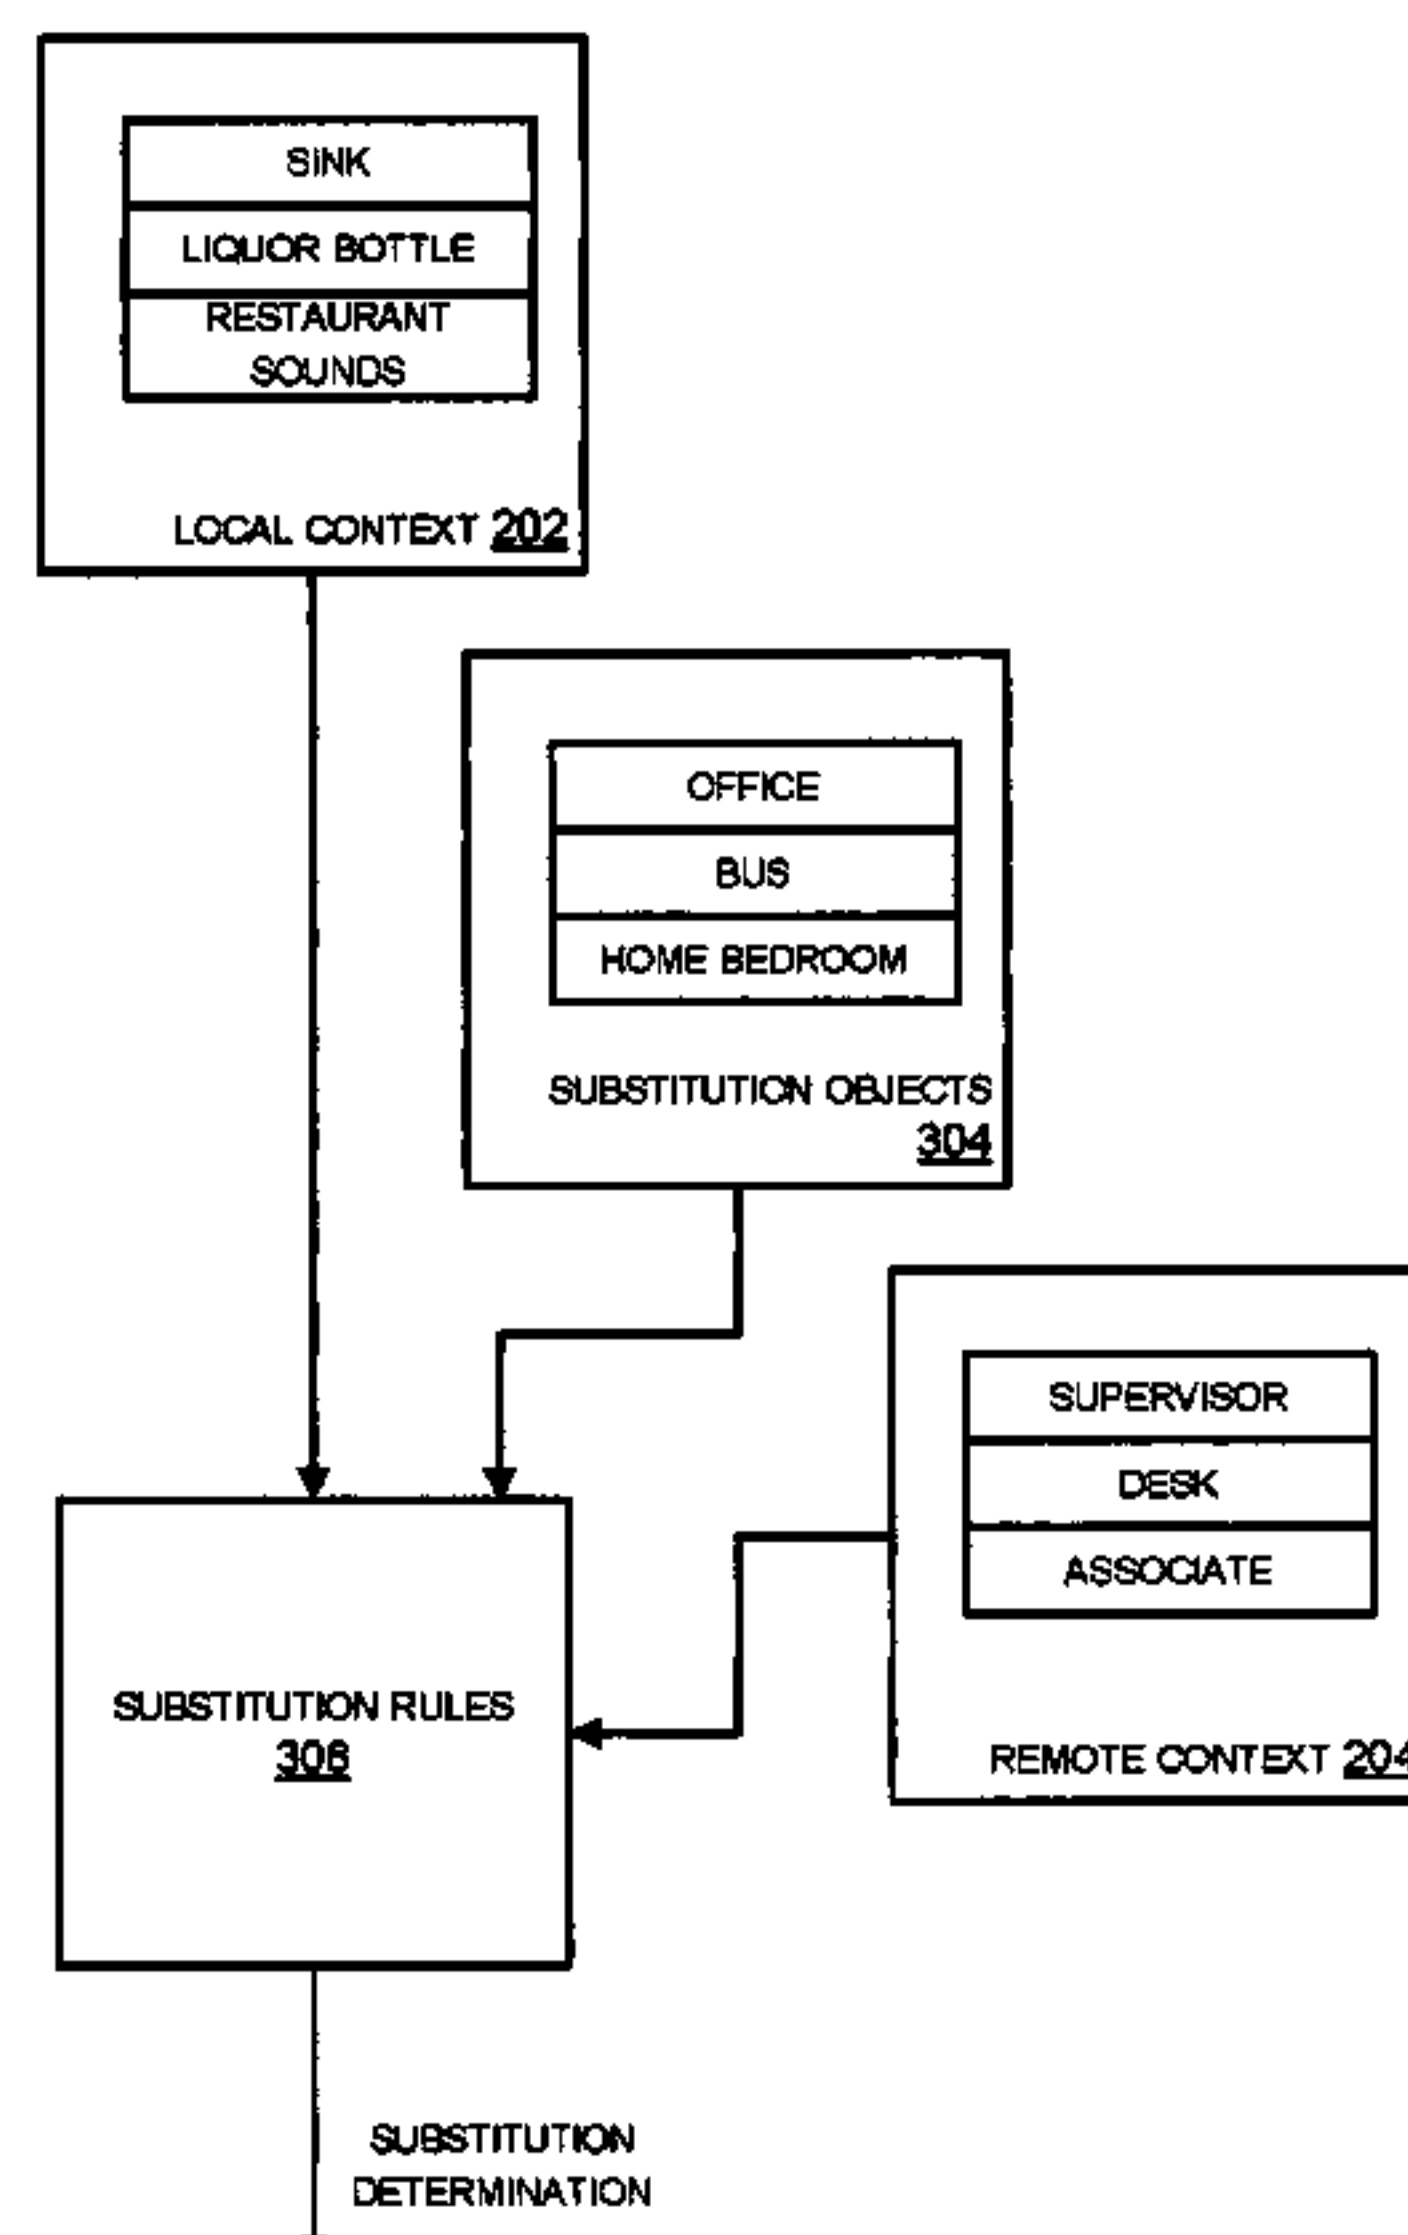 SINK
LIQUOR BOTTLE
RESTAURANT
SOUNDS
LOCAL CONTEXT 202
OFFICE
BUS
HOME BEDROOM
SUBSTITUTION OBJECTS
304
SUPERVISOR
DESK
ASSOCIATE
REMOTE CONTEXT 204
SUBSTITUTION RULES
306
SUBSTITUTION
DETERMINATION